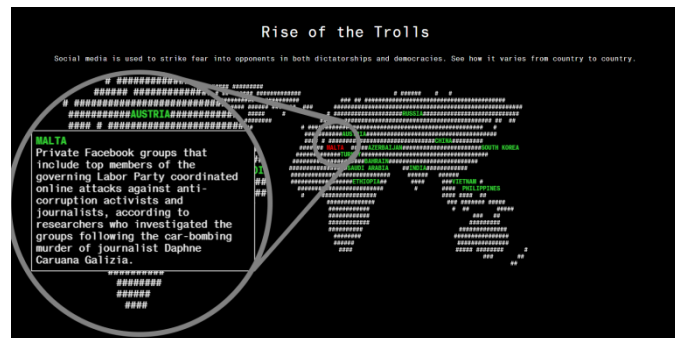 Rise of the Trolls
Social media is used to strike fear into opponents in both dictatorships and democracies. See how it varies from country to country.
AUSTRIA
MALTA
Private Facebook groups that
include top members of the
governing Labor Party coordinated
online attacks against anti-
corruption activists and
journalists, according to
researchers who investigated the
groups following the car-bombing
murder of journalist Daphne
Caruana Galizia.
RUSSIA
AUSTRIA
CHINA
MALTA
AZERBAIJAN
SOUTH KOREA
BAHRAIN
SAUDI ARABIA
INDIA
ETHIOPIA
VIETNAM
PHILIPPINES